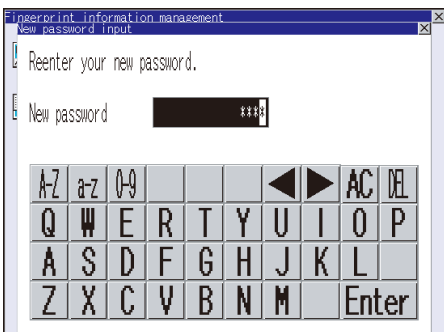 Fingerprint information management X
New password input X
Reenter your new password.
New password ****
A-Z a-z 0-9 ◀ ▶ AC DEL
Q W E R T Y U I O P
A S D F G H J K L
Z X C V B N M Enter